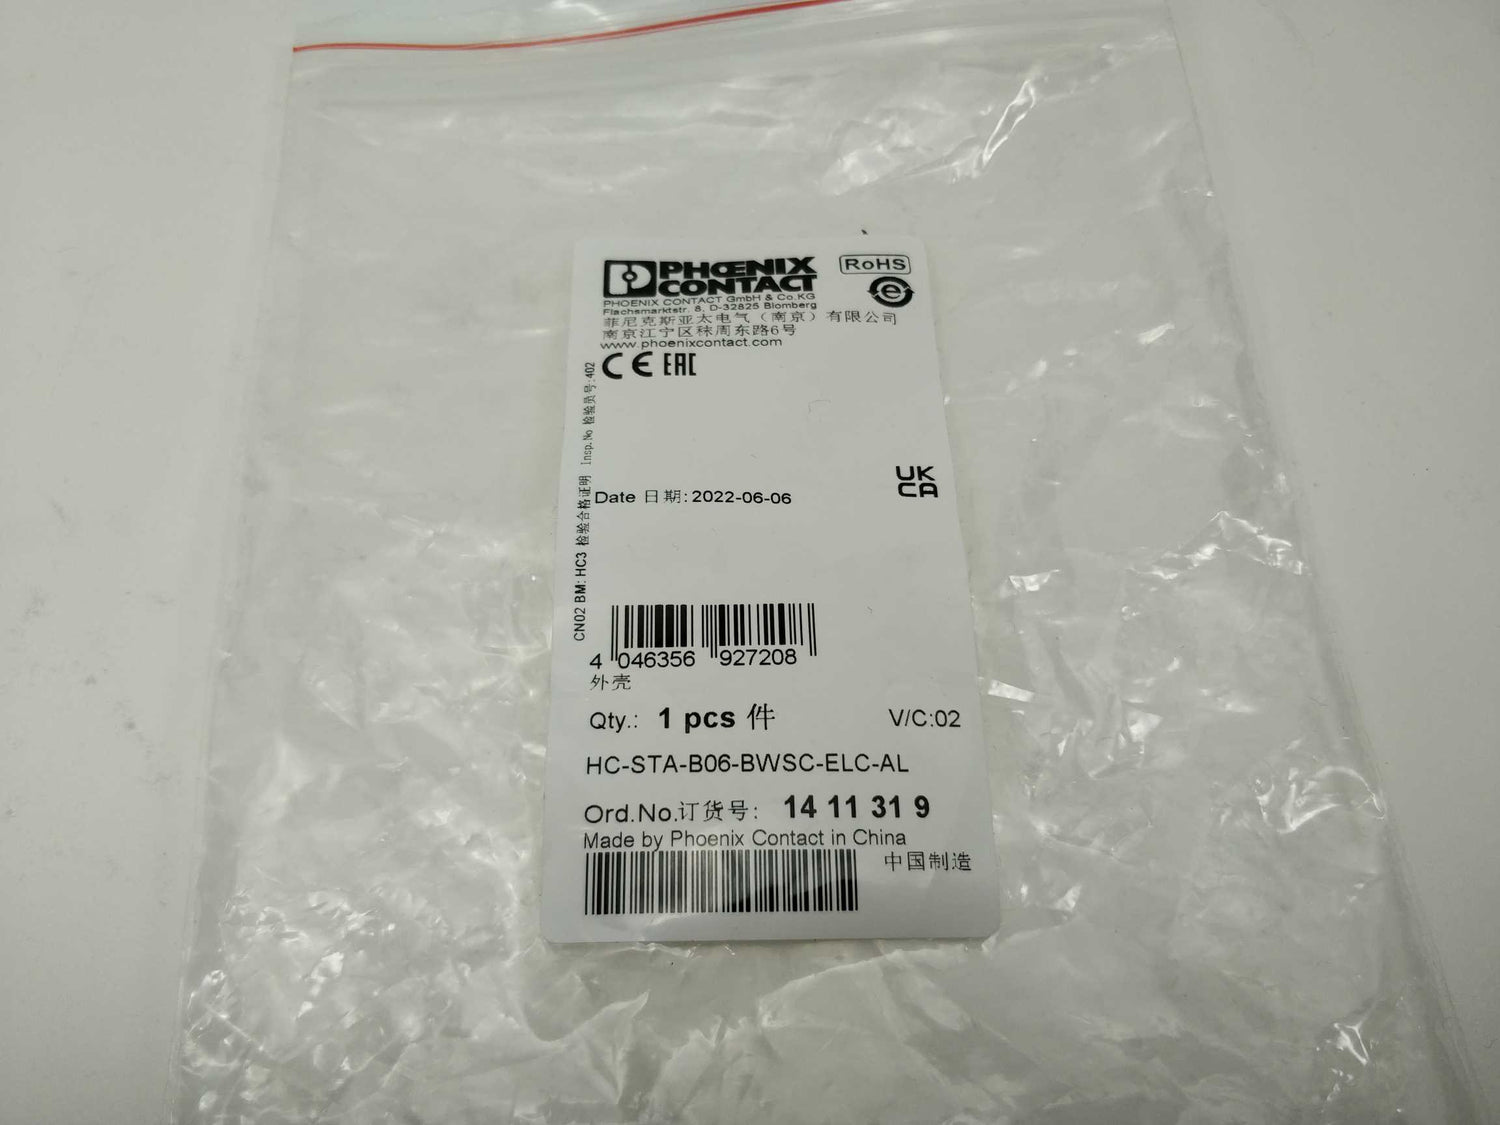 PHOENIX
CONTACT
RoHS
e
PHOENIX CONTACT GmbH & Co.KG
Flachsmarktstr. 8, D-32825 Blomberg
菲尼克斯亚太电气（南京）有限公司
南京江宁区秣周东路6号
www.phoenixcontact.com
CE EAC
CN02 BM: HC3 检验合格证明 Insp.No 检验员号:402
UK
CA
Date 日期: 2022-06-06
4 046356 927208
外壳
Qty.: 1 pcs 件 V/C:02
HC-STA-B06-BWSC-ELC-AL
Ord.No.订货号: 14 11 31 9
Made by Phoenix Contact in China
中国制造